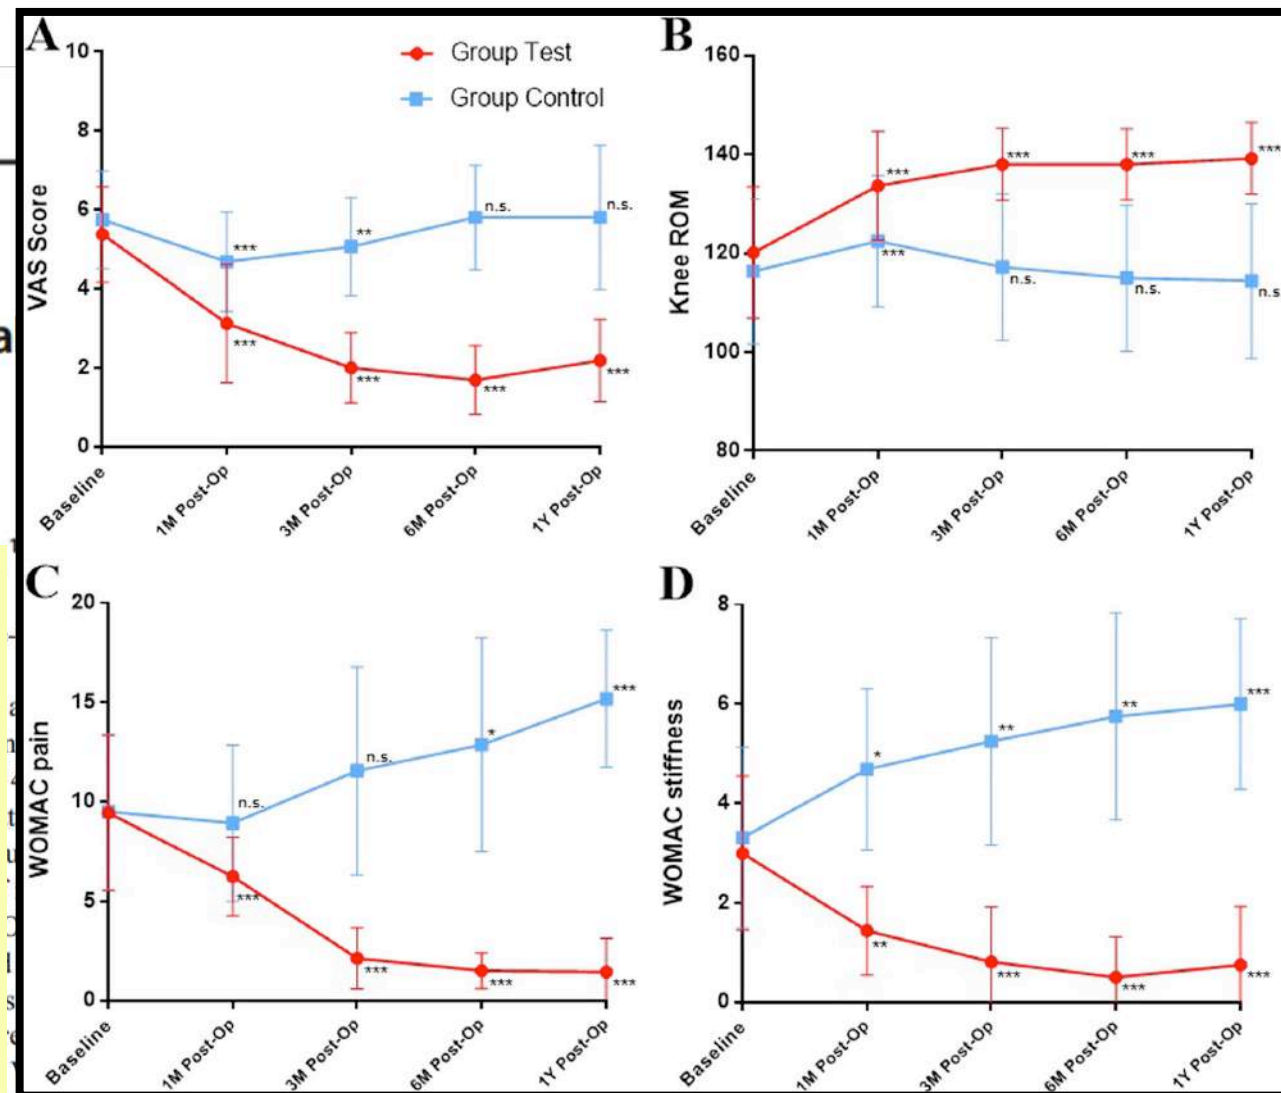 A
10
8
6
4
2
0
VAS Score
Group Test
Group Control
***
**
n.s.
n.s.
***
***
***
***
Baseline
1M Post-Op
3M Post-Op
6M Post-Op
1Y Post-Op
B
160
140
120
100
80
Knee ROM
***
***
***
***
***
n.s.
n.s.
n.s
Baseline
1M Post-Op
3M Post-Op
6M Post-Op
1Y Post-Op
C
20
15
10
5
0
WOMAC pain
n.s.
n.s.
*
***
***
***
***
***
Baseline
1M Post-Op
3M Post-Op
6M Post-Op
1Y Post-Op
D
8
6
4
2
0
WOMAC stiffness
*
**
**
***
**
***
***
***
Baseline
1M Post-Op
3M Post-Op
6M Post-Op
1Y Post-Op